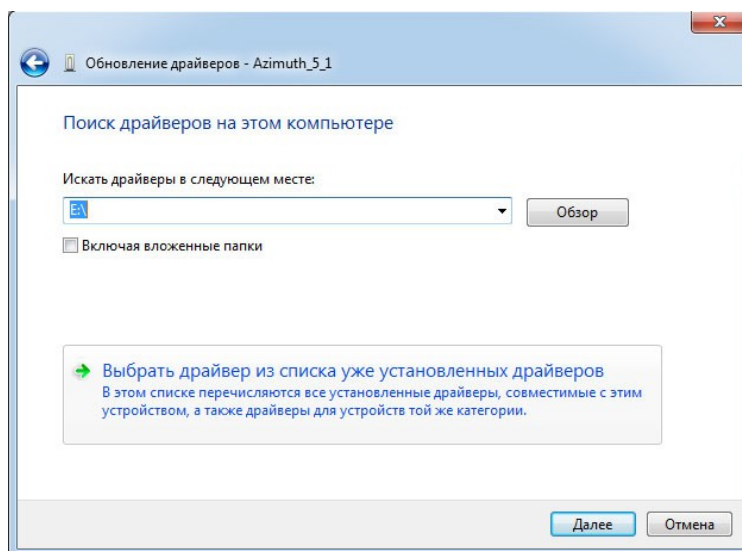 Обновление драйверов - Azimuth_5_1
Поиск драйверов на этом компьютере
Искать драйверы в следующем месте:
E:\
Обзор
Включая вложенные папки
Выбрать драйвер из списка уже установленных драйверов
В этом списке перечисляются все установленные драйверы, совместимые с этим
устройством, а также драйверы для устройств той же категории.
Далее
Отмена